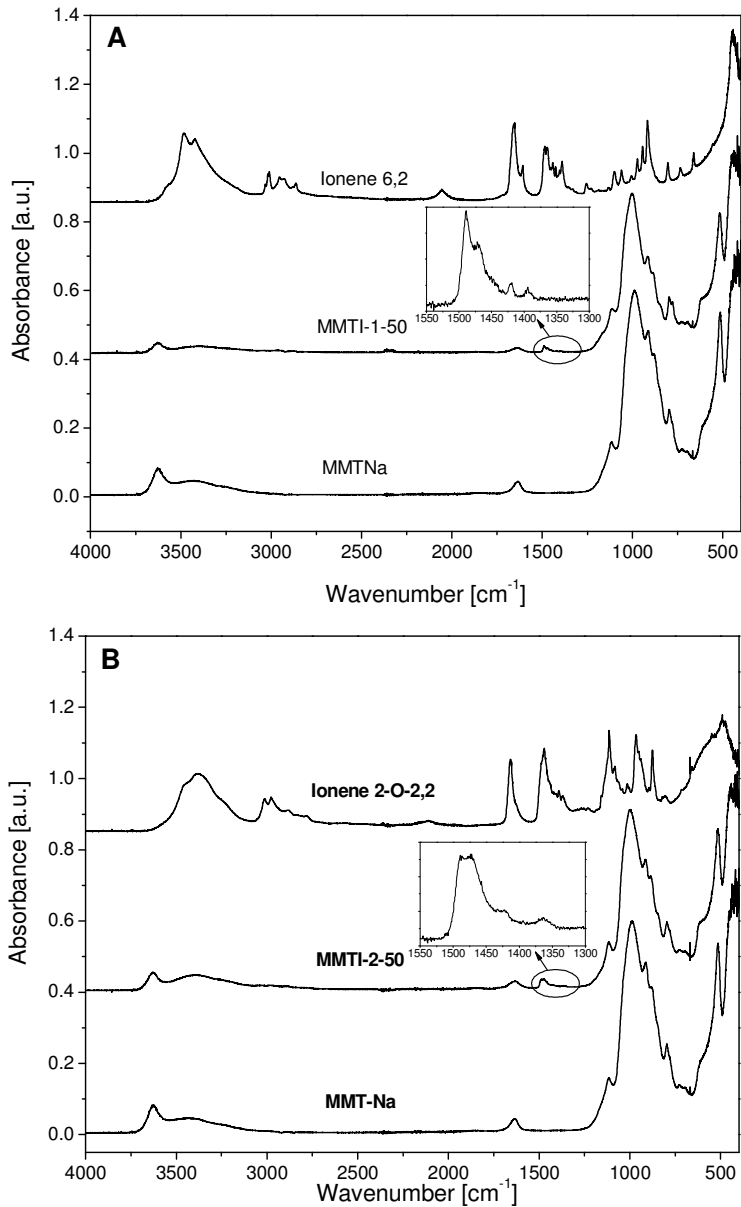 A
1.4
1.2
1.0
0.8
0.6
0.4
0.2
0.0
Absorbance [a.u.]
Ionene 6,2
MMTI-1-50
MMTNa
1550 1500 1450 1400 1350 1300
4000 3500 3000 2500 2000 1500 1000 500
Wavenumber [cm⁻¹]
B
1.4
1.2
1.0
0.8
0.6
0.4
0.2
0.0
Absorbance [a.u.]
Ionene 2-O-2,2
MMTI-2-50
MMT-Na
1550 1500 1450 1400 1350 1300
4000 3500 3000 2500 2000 1500 1000 500
Wavenumber [cm⁻¹]